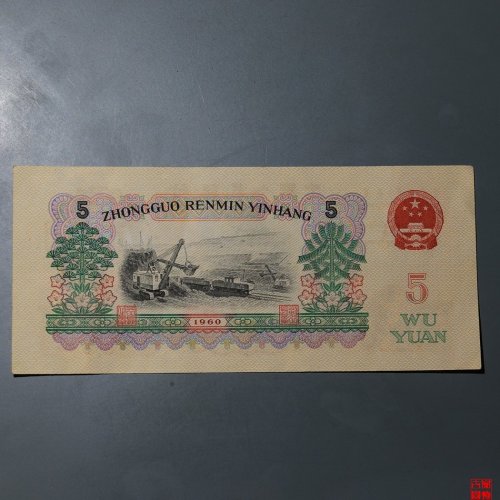 5 ZHONGGUO RENMIN YINHANG 5
1960
5
WU
YUAN